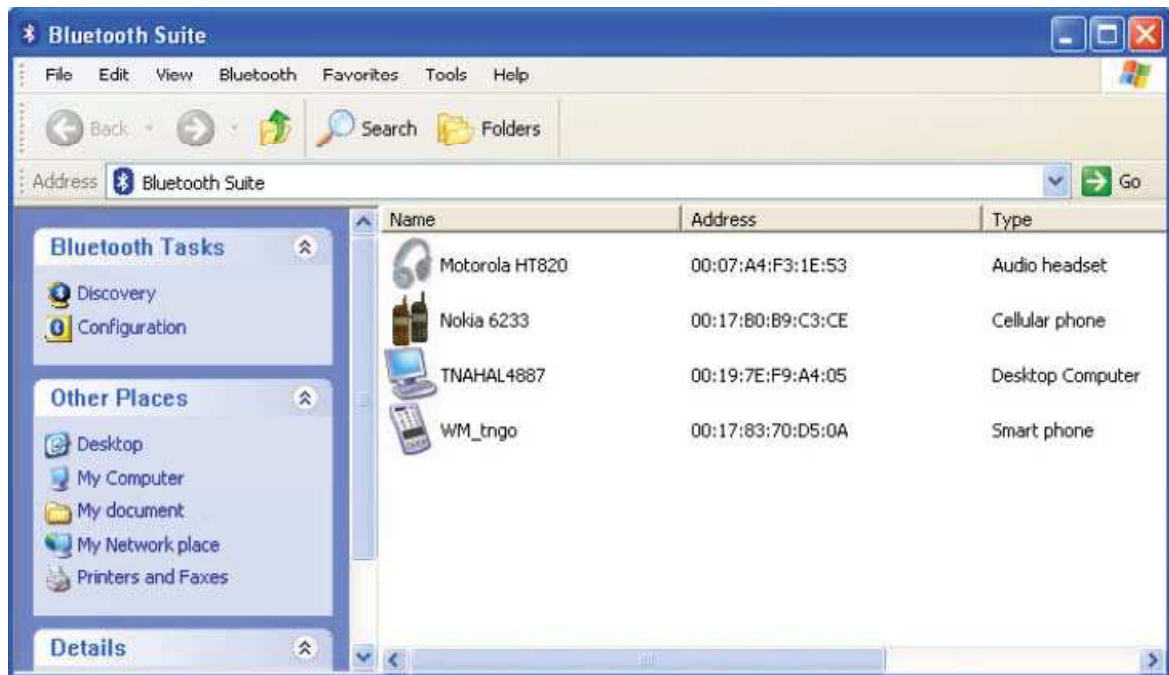 Bluetooth Suite
File Edit View Bluetooth Favorites Tools Help
Back Search Folders
Address Bluetooth Suite Go
Bluetooth Tasks
Discovery
Configuration
Other Places
Desktop
My Computer
My document
My Network place
Printers and Faxes
Details
Name Address Type
Motorola HT820 00:07:A4:F3:1E:53 Audio headset
Nokia 6233 00:17:B0:B9:C3:CE Cellular phone
TNAHAL4887 00:19:7E:F9:A4:05 Desktop Computer
WM_tngo 00:17:83:70:D5:0A Smart phone